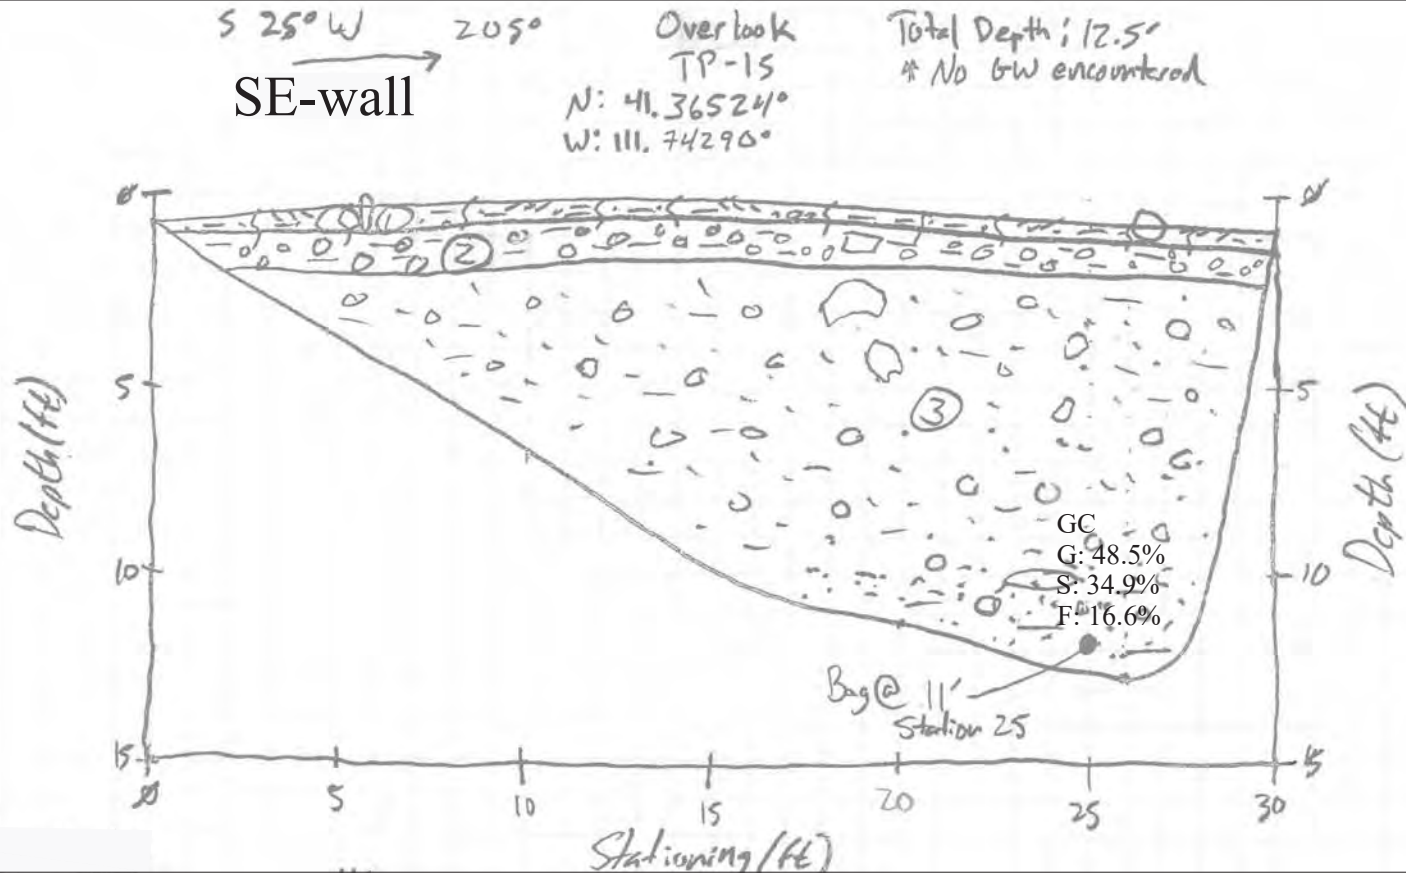 S 25° W 205°
SE-wall
Overlook
TP-15
N: 41.36524°
W: 111.74290°
Total Depth: 12.5'
* No GW encountered
0
5
10
15
Depth (ft)
0
5
10
15
Depth (ft)
1
2
3
GC
G: 48.5%
S: 34.9%
F: 16.6%
Bag @ 11'
Station 25
0 5 10 15 20 25 30
Stationing (ft)